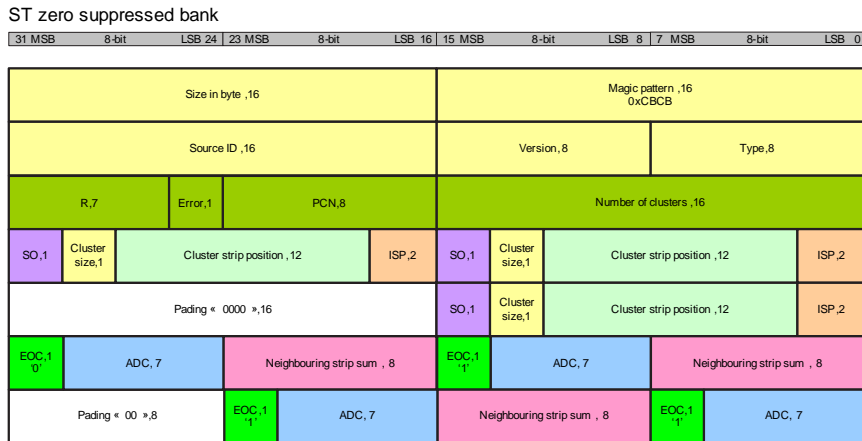 ST zero suppressed bank
31 MSB 8-bit LSB 24 23 MSB 8-bit LSB 16 15 MSB 8-bit LSB 8 7 MSB 8-bit LSB 0
Size in byte ,16
Magic pattern ,16
0xCBCB
Source ID ,16
Version, 8
Type,8
R,7
Error,1
PCN,8
Number of clusters ,16
SO,1
Cluster
size,1
Cluster strip position ,12
ISP,2
SO,1
Cluster
size,1
Cluster strip position ,12
ISP,2
Pading « 0000 »,16
SO,1
Cluster
size,1
Cluster strip position ,12
ISP,2
EOC,1
'0'
ADC, 7
Neighbouring strip sum , 8
EOC,1
'1'
ADC, 7
Neighbouring strip sum , 8
Pading « 00 »,8
EOC,1
'1'
ADC, 7
Neighbouring strip sum , 8
EOC,1
'1'
ADC, 7